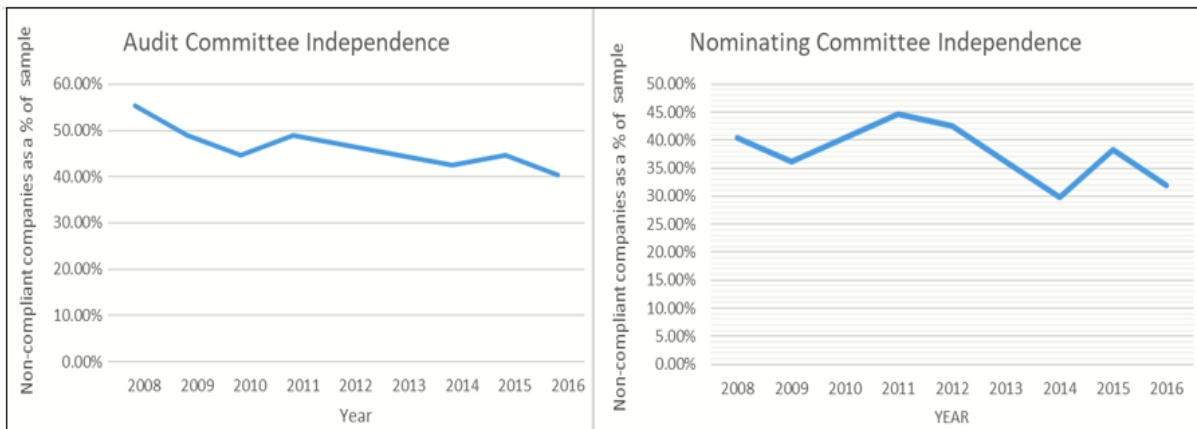 Audit Committee Independence
Non-compliant companies as a % of sample
60.00%
50.00%
40.00%
30.00%
20.00%
10.00%
0.00%
2008 2009 2010 2011 2012 2013 2014 2015 2016
Year
Nominating Committee Independence
Non-compliant companies as a % of sample
50.00%
45.00%
40.00%
35.00%
30.00%
25.00%
20.00%
15.00%
10.00%
5.00%
0.00%
2008 2009 2010 2011 2012 2013 2014 2015 2016
YEAR